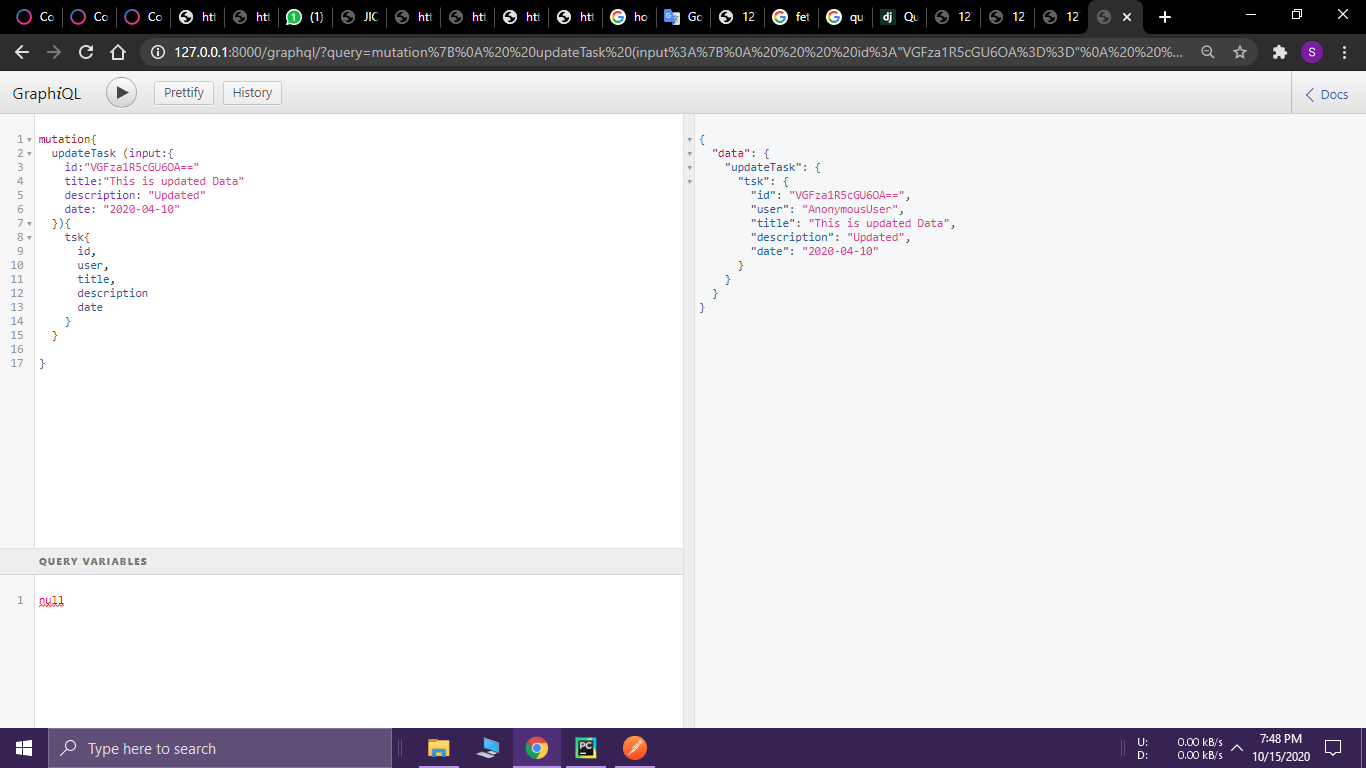 Co
Co
Co
htt
htt
(1)
JIC
htt
htt
htt
htt
ho
Go
12
fet
qu
dj Qu
12
12
12
127.0.0.1:8000/graphql/?query=mutation%7B%0A%20%20updateTask%20(input%3A%7B%0A%20%20%20%20id%3A"VGFza1R5cGU6OA%3D%3D"%0A%20%20%...
S
GraphiQL
Prettify
History
Docs
1 mutation{
2 updateTask (input:{
3 id:"VGFza1R5cGU6OA=="
4 title:"This is updated Data"
5 description: "Updated"
6 date: "2020-04-10"
7 }){
8 tsk{
9 id,
10 user,
11 title,
12 description
13 date
14 }
15 }
16
17 }
{
"data": {
"updateTask": {
"tsk": {
"id": "VGFza1R5cGU6OA==",
"user": "AnonymousUser",
"title": "This is updated Data",
"description": "Updated",
"date": "2020-04-10"
}
}
}
}
QUERY VARIABLES
1 null
Type here to search
PC
U: 0.00 kB/s
D: 0.00 kB/s
7:48 PM
10/15/2020